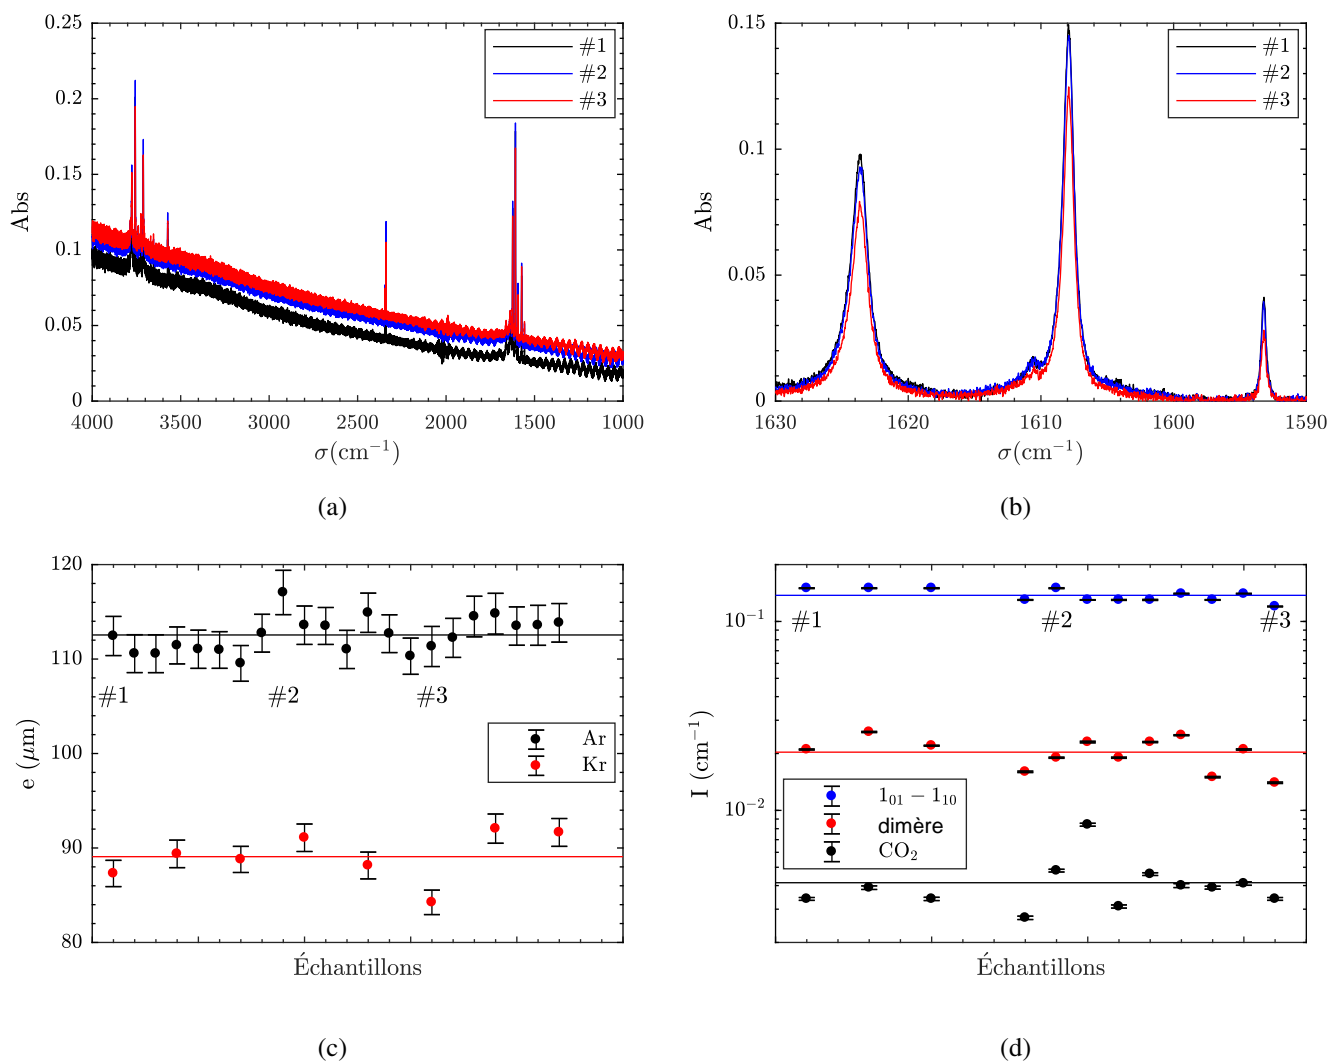 0.25
0.2
0.15
0.1
0.05
0
Abs
4000 3500 3000 2500 2000 1500 1000
σ(cm⁻¹)
#1
#2
#3
(a)
0.15
0.1
0.05
0
Abs
1630 1620 1610 1600 1590
σ(cm⁻¹)
#1
#2
#3
(b)
120
110
100
90
80
e (μm)
#1 #2 #3
Ar
Kr
Échantillons
(c)
10⁻¹
10⁻²
I (cm⁻¹)
#1 #2 #3
1₀₁ − 1₁₀
dimère
CO₂
Échantillons
(d)